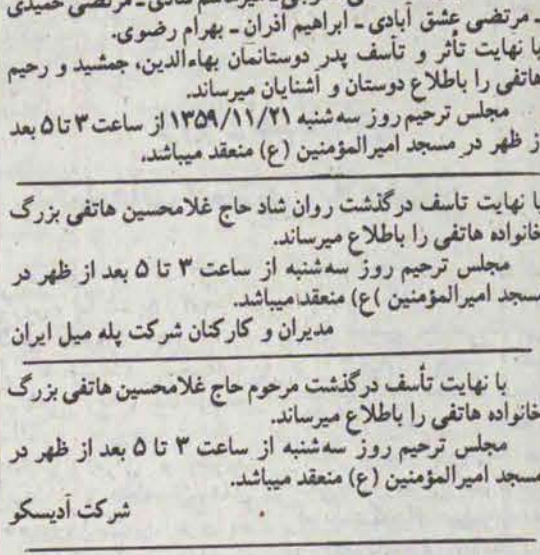 ـ مرتضی عشق آبادی ـ ابراهیم آذران ـ بهرام رضوی.
با نهایت تأثر و تأسف پدر دوستانمان بهاءالدین، جمشید و رحیم
هاتفی را باطلاع دوستان و آشنایان میرساند.
مجلس ترحیم روز سه شنبه ۱۳۵۹/۱۱/۲۱ از ساعت ۳ تا ۵ بعد
از ظهر در مسجد امیرالمؤمنین (ع) منعقد میباشد.
با نهایت تاسف درگذشت روان شاد حاج غلامحسین هاتفی بزرگ
خانواده هاتفی را باطلاع میرساند.
مجلس ترحیم روز سه‌شنبه از ساعت ۳ تا ۵ بعد از ظهر در
مسجد امیرالمؤمنین )ع) منعقد میباشد.
مدیران و کارکنان شرکت پله میل ایران
با نهایت تأسف درگذشت مرحوم حاج غلامحسین هاتفی بزرگ
خانواده هاتفی را باطلاع میرساند.
مجلس ترحیم روز سه‌شنبه از ساعت ۳ تا ۵ بعد از ظهر در
مسجد امیرالمؤمنین (ع) منعقد میباشد.
شرکت آدیسکو